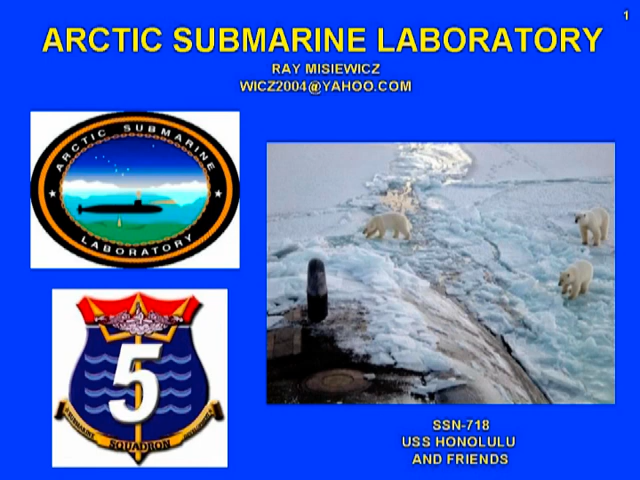 1
ARCTIC SUBMARINE LABORATORY
RAY MISIEWICZ
WICZ2004@YAHOO.COM
ARCTIC SUBMARINE
LABORATORY
5
SUBMARINE SQUADRON
SSN-718
USS HONOLULU
AND FRIENDS